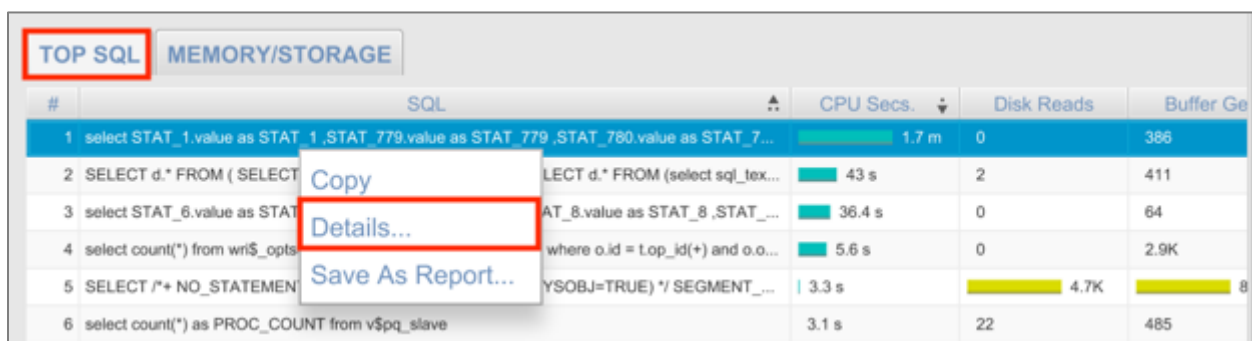 TOP SQL MEMORY/STORAGE
# SQL CPU Secs. Disk Reads Buffer Ge
1 select STAT_1.value as STAT_1 ,STAT_779.value as STAT_779 ,STAT_780.value as STAT_7... 1.7 m 0 386
2 SELECT d.* FROM ( SELECT LECT d.* FROM (select sql_tex... 43 s 2 411
Copy
3 select STAT_6.value as STAT AT_8.value as STAT_8 ,STAT_... 36.4 s 0 64
Details...
4 select count(*) from wri$_opts where o.id = t.op_id(+) and o.o... 5.6 s 0 2.9K
Save As Report...
5 SELECT /*+ NO_STATEMEN YSOBJ=TRUE) */ SEGMENT_... 3.3 s 4.7K 8
6 select count(*) as PROC_COUNT from v$pq_slave 3.1 s 22 485